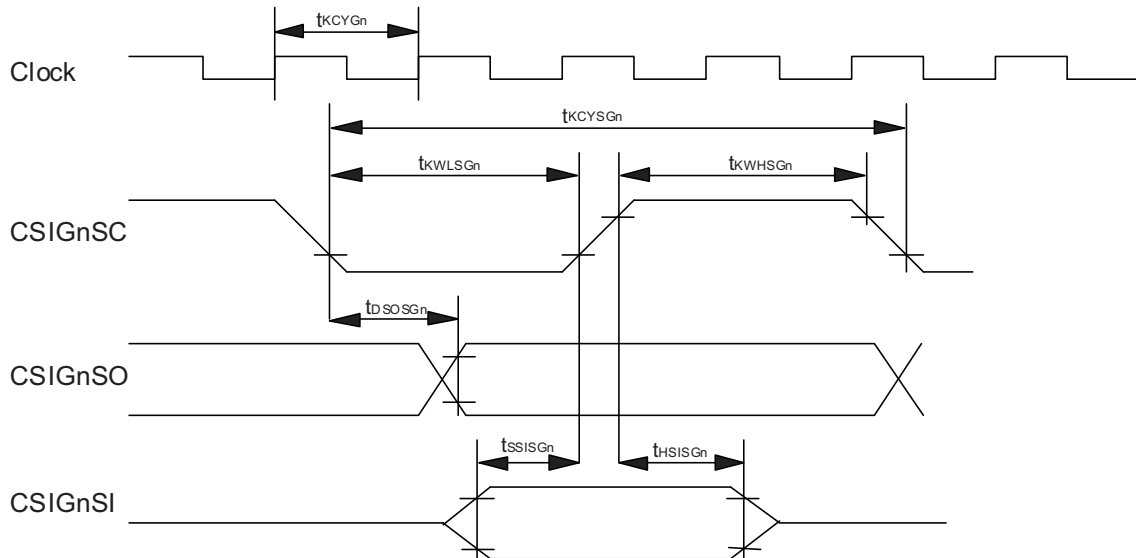 tKCYGn
Clock
tKCYSGn
tKWLSGn
tKWHSGn
CSIGnSC
tDSOSGn
CSIGnSO
tSSISGn
tHSISGn
CSIGnSI